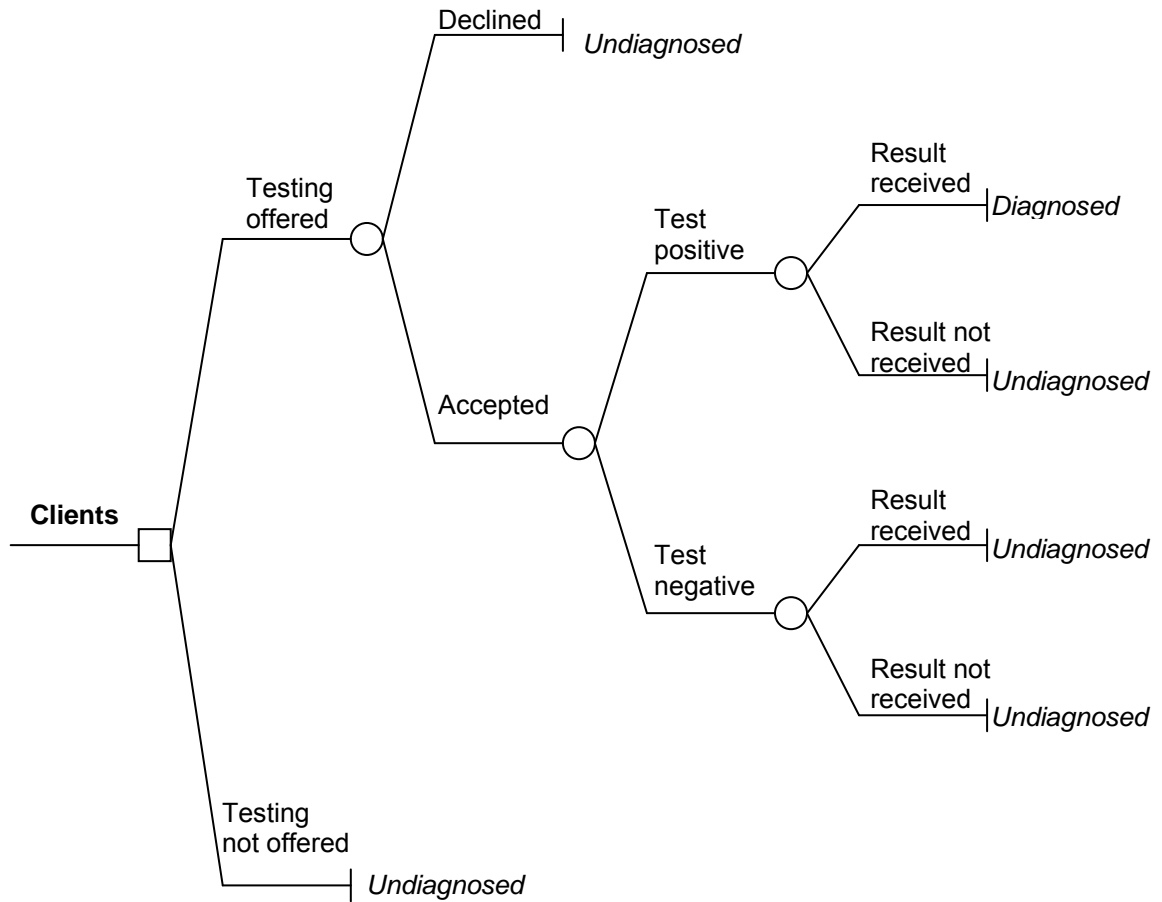 Declined
Undiagnosed
Result
received
Testing
offered
Diagnosed
Test
positive
Result not
received
Undiagnosed
Accepted
Clients
Result
received
Undiagnosed
Test
negative
Result not
received
Undiagnosed
Testing
not offered
Undiagnosed